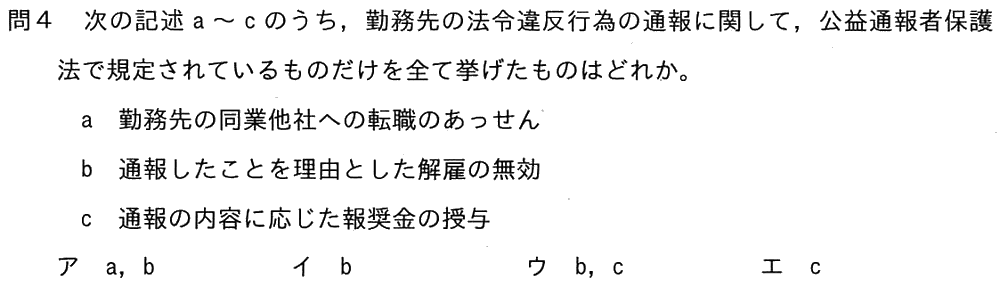 問４　次の記述 a ～ c のうち，勤務先の法令違反行為の通報に関して，公益通報者保護
法で規定されているものだけを全て挙げたものはどれか。
a　勤務先の同業他社への転職のあっせん
b　通報したことを理由とした解雇の無効
c　通報の内容に応じた報奨金の授与
ア　a，b　　イ　b　　ウ　b，c　　エ　c